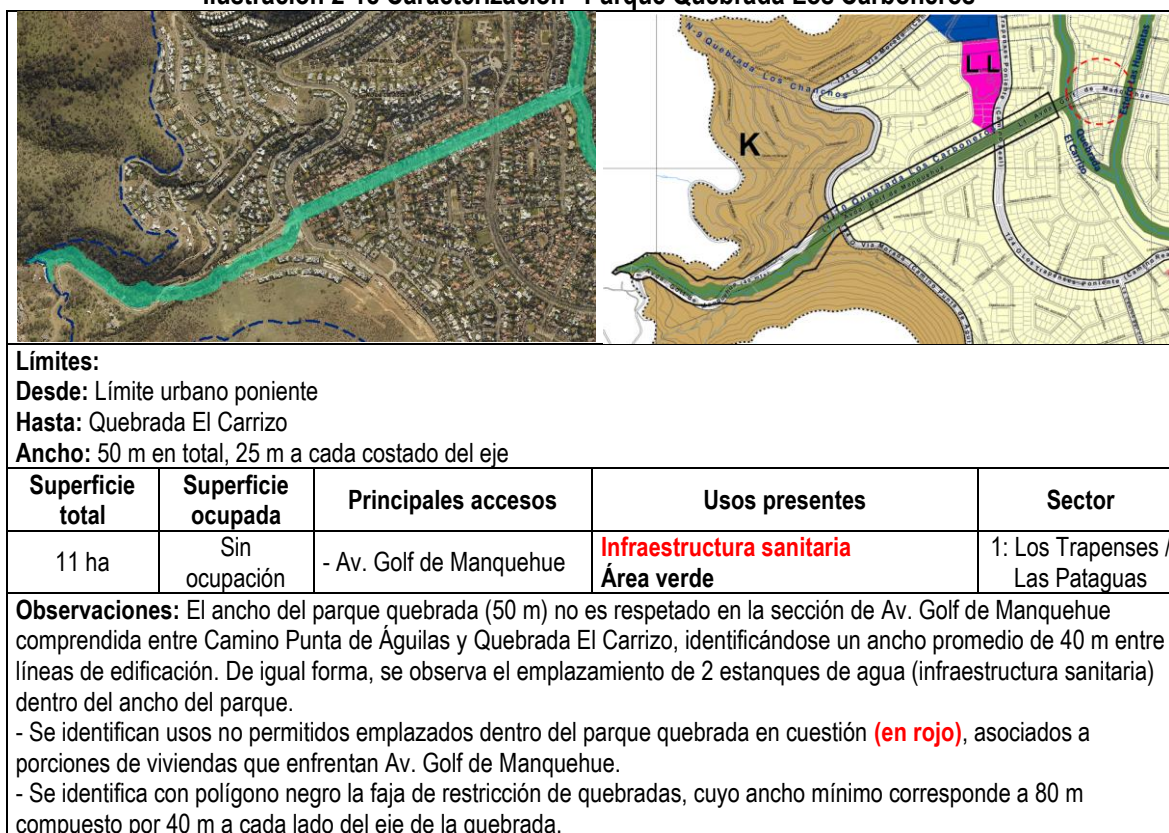 Ilustración 2-10 Caracterización - Parque Quebrada Los Carboneros
N-9 Quebrada Los Chanchos
K
L L
Quebrada
El Carrizo
Límites:
Desde: Límite urbano poniente
Hasta: Quebrada El Carrizo
Ancho: 50 m en total, 25 m a cada costado del eje
Superficie total
Superficie ocupada
Principales accesos
Usos presentes
Sector
11 ha
Sin ocupación
- Av. Golf de Manquehue
Infraestructura sanitaria
Área verde
1: Los Trapenses /
Las Pataguas
Observaciones: El ancho del parque quebrada (50 m) no es respetado en la sección de Av. Golf de Manquehue
comprendida entre Camino Punta de Águilas y Quebrada El Carrizo, identificándose un ancho promedio de 40 m entre
líneas de edificación. De igual forma, se observa el emplazamiento de 2 estanques de agua (infraestructura sanitaria)
dentro del ancho del parque.
- Se identifican usos no permitidos emplazados dentro del parque quebrada en cuestión (en rojo), asociados a
porciones de viviendas que enfrentan Av. Golf de Manquehue.
- Se identifica con polígono negro la faja de restricción de quebradas, cuyo ancho mínimo corresponde a 80 m
compuesto por 40 m a cada lado del eje de la quebrada.